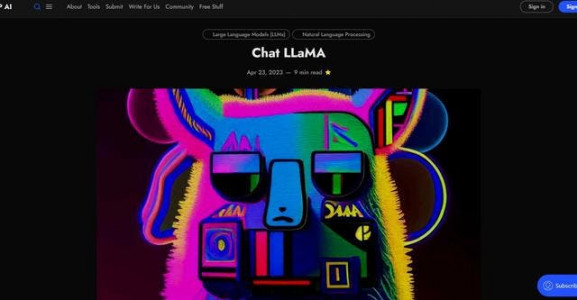 AI About Tools Submit Write For Us Community Free Stuff Sign in
Large Language Models (LLMs) Natural Language Processing
Chat LLaMA
Apr 23, 2023 — 9 min read